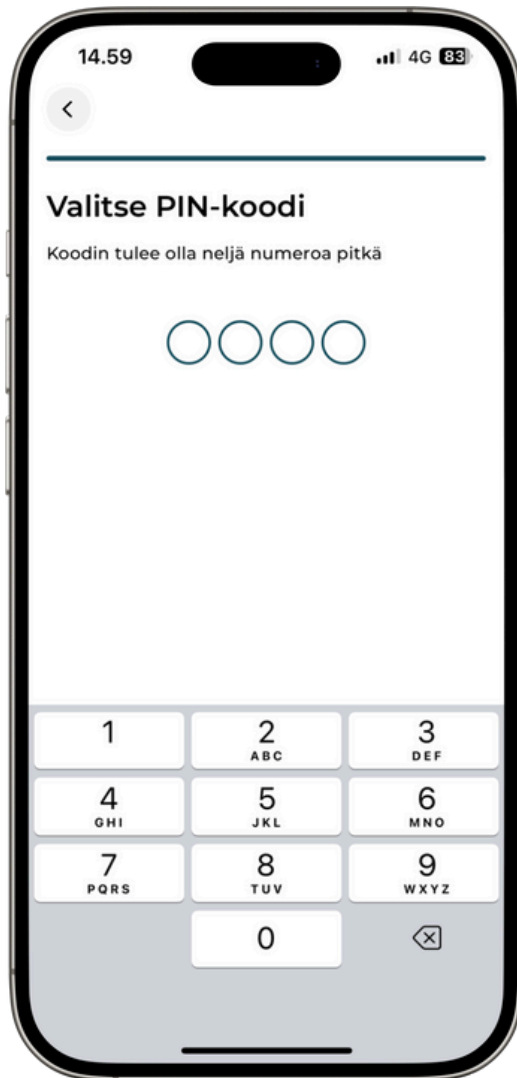 14.59 4G 83
Valitse PIN-koodi
Koodin tulee olla neljä numeroa pitkä
1 2 3
ABC DEF
4 5 6
GHI JKL MNO
7 8 9
PQRS TUV WXYZ
0